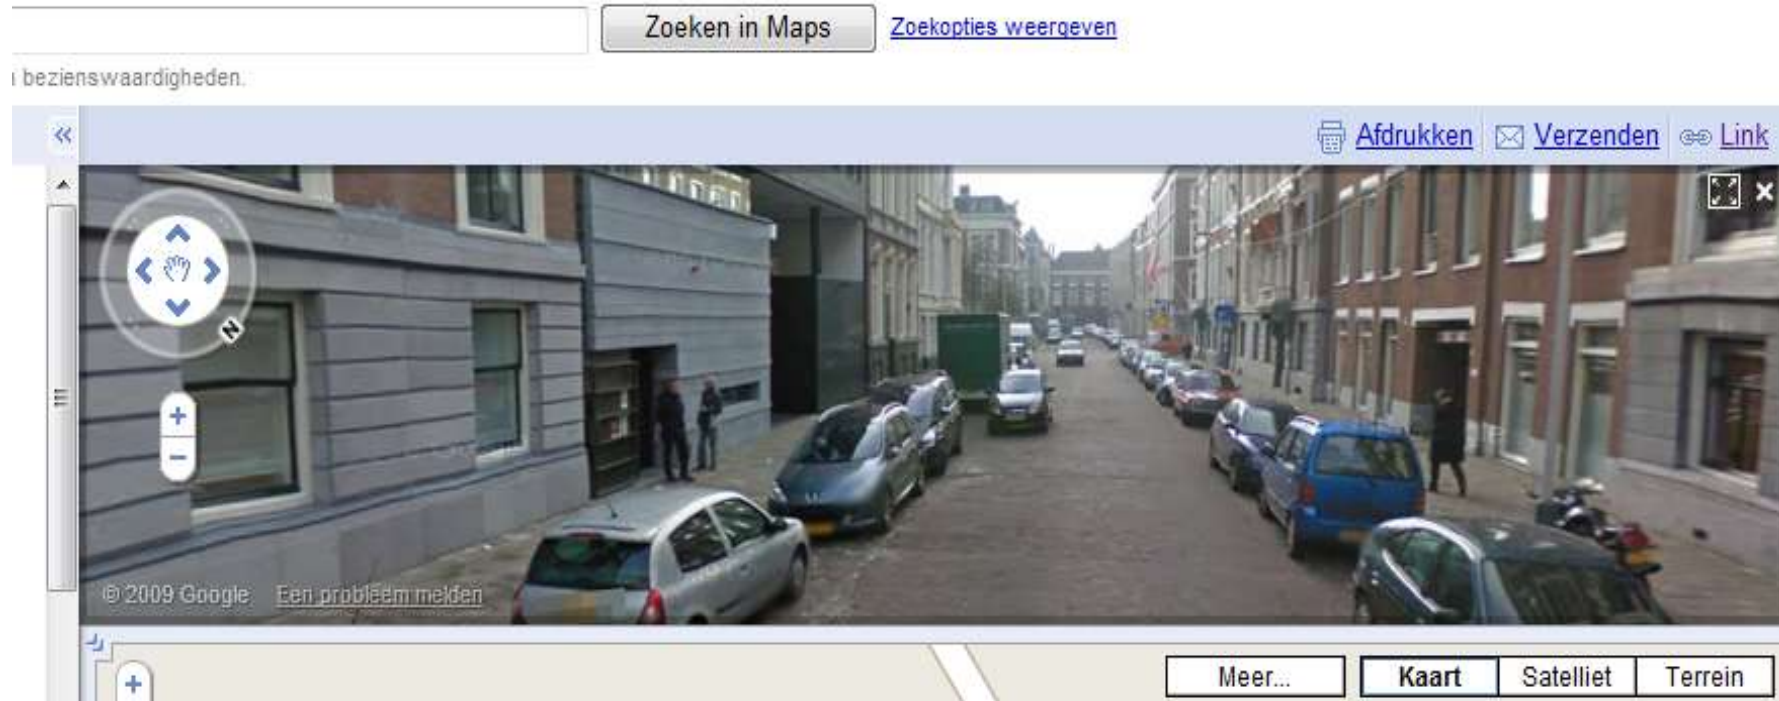 Zoeken in Maps Zoekopties weergeven
bezienswaardigheden.
« Afdrukken Verzenden Link
N
© 2009 Google Een probleem melden
Meer... Kaart Satelliet Terrein